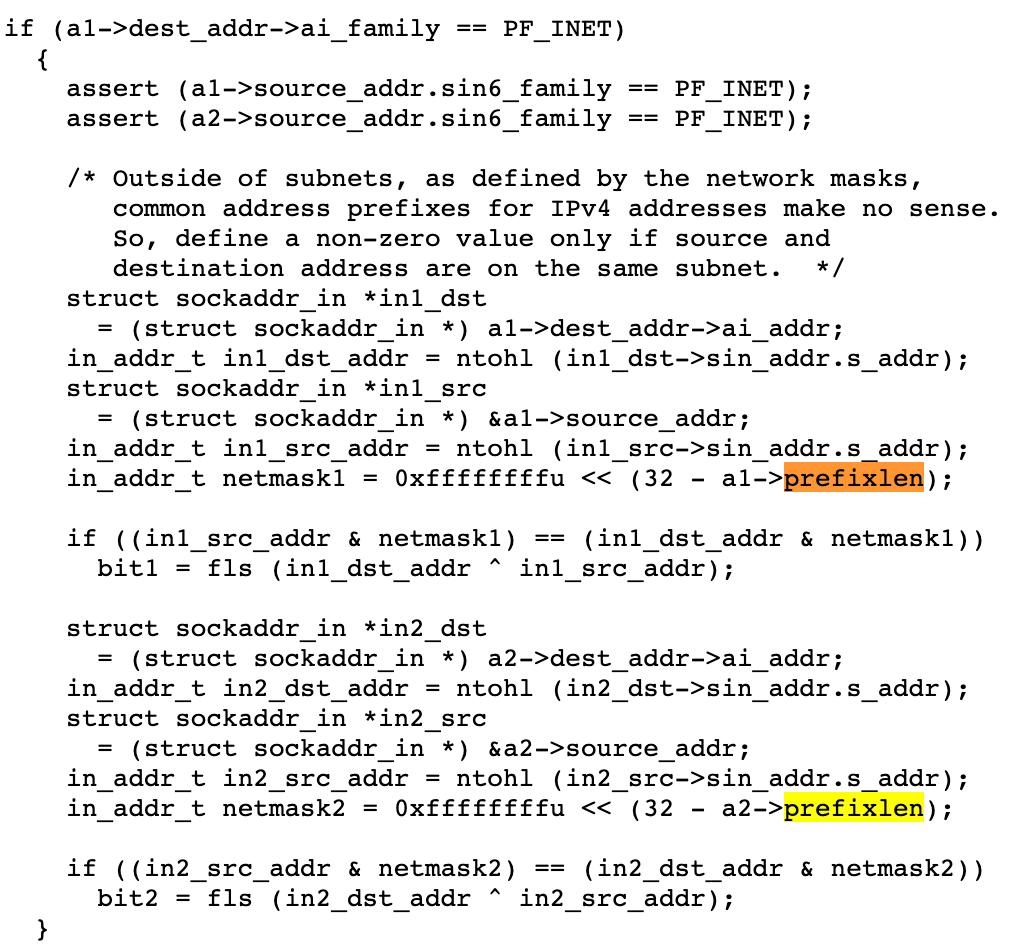 if (a1->dest_addr->ai_family == PF_INET)
{
assert (a1->source_addr.sin6_family == PF_INET);
assert (a2->source_addr.sin6_family == PF_INET);
/* Outside of subnets, as defined by the network masks,
common address prefixes for IPv4 addresses make no sense.
So, define a non-zero value only if source and
destination address are on the same subnet.  */
struct sockaddr_in *in1_dst
= (struct sockaddr_in *) a1->dest_addr->ai_addr;
in_addr_t in1_dst_addr = ntohl (in1_dst->sin_addr.s_addr);
struct sockaddr_in *in1_src
= (struct sockaddr_in *) &a1->source_addr;
in_addr_t in1_src_addr = ntohl (in1_src->sin_addr.s_addr);
in_addr_t netmask1 = 0xffffffffu << (32 - a1->prefixlen);
if ((in1_src_addr & netmask1) == (in1_dst_addr & netmask1))
bit1 = fls (in1_dst_addr ^ in1_src_addr);
struct sockaddr_in *in2_dst
= (struct sockaddr_in *) a2->dest_addr->ai_addr;
in_addr_t in2_dst_addr = ntohl (in2_dst->sin_addr.s_addr);
struct sockaddr_in *in2_src
= (struct sockaddr_in *) &a2->source_addr;
in_addr_t in2_src_addr = ntohl (in2_src->sin_addr.s_addr);
in_addr_t netmask2 = 0xffffffffu << (32 - a2->prefixlen);
if ((in2_src_addr & netmask2) == (in2_dst_addr & netmask2))
bit2 = fls (in2_dst_addr ^ in2_src_addr);
}